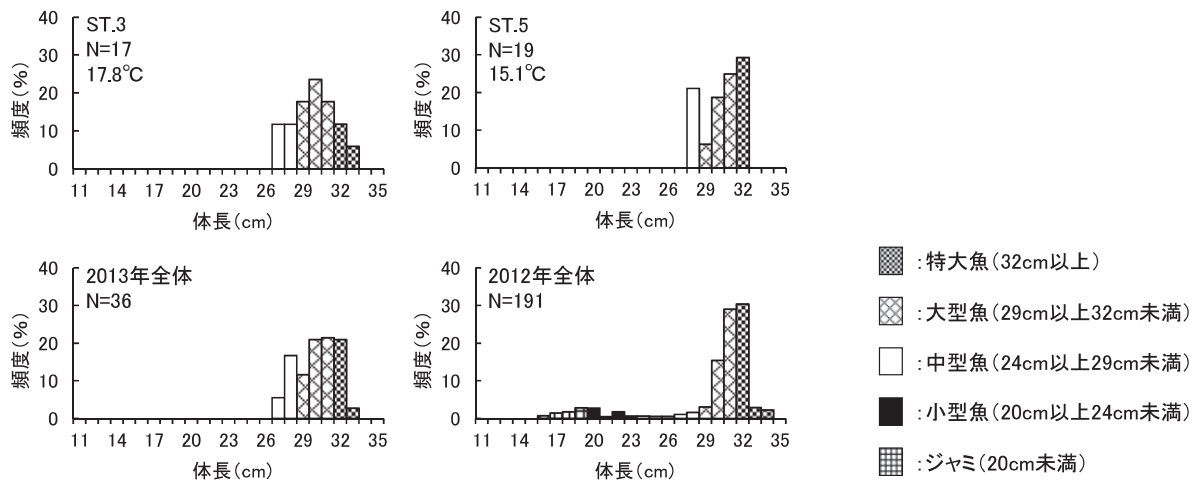 ST.3
N=17
17.8℃
頻度(%)
40
30
20
10
0
11 14 17 20 23 26 29 32 35
体長(cm)
ST.5
N=19
15.1℃
頻度(%)
40
30
20
10
0
11 14 17 20 23 26 29 32 35
体長(cm)
2013年全体
N=36
頻度(%)
40
30
20
10
0
11 14 17 20 23 26 29 32 35
体長(cm)
2012年全体
N=191
頻度(%)
40
30
20
10
0
11 14 17 20 23 26 29 32 35
体長(cm)
:特大魚(32cm以上)
:大型魚(29cm以上32cm未満)
:中型魚(24cm以上29cm未満)
:小型魚(20cm以上24cm未満)
:ジャミ(20cm未満)